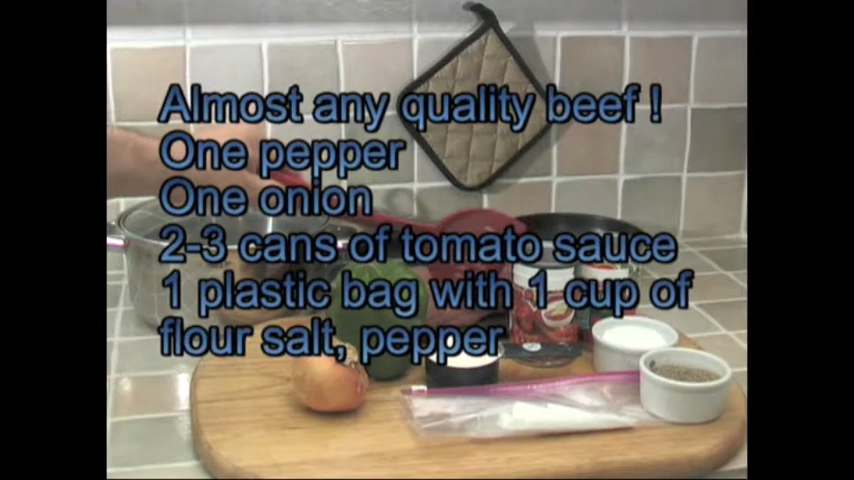 Almost any quality beef !
One pepper
One onion
2-3 cans of tomato sauce
1 plastic bag with 1 cup of
flour salt, pepper